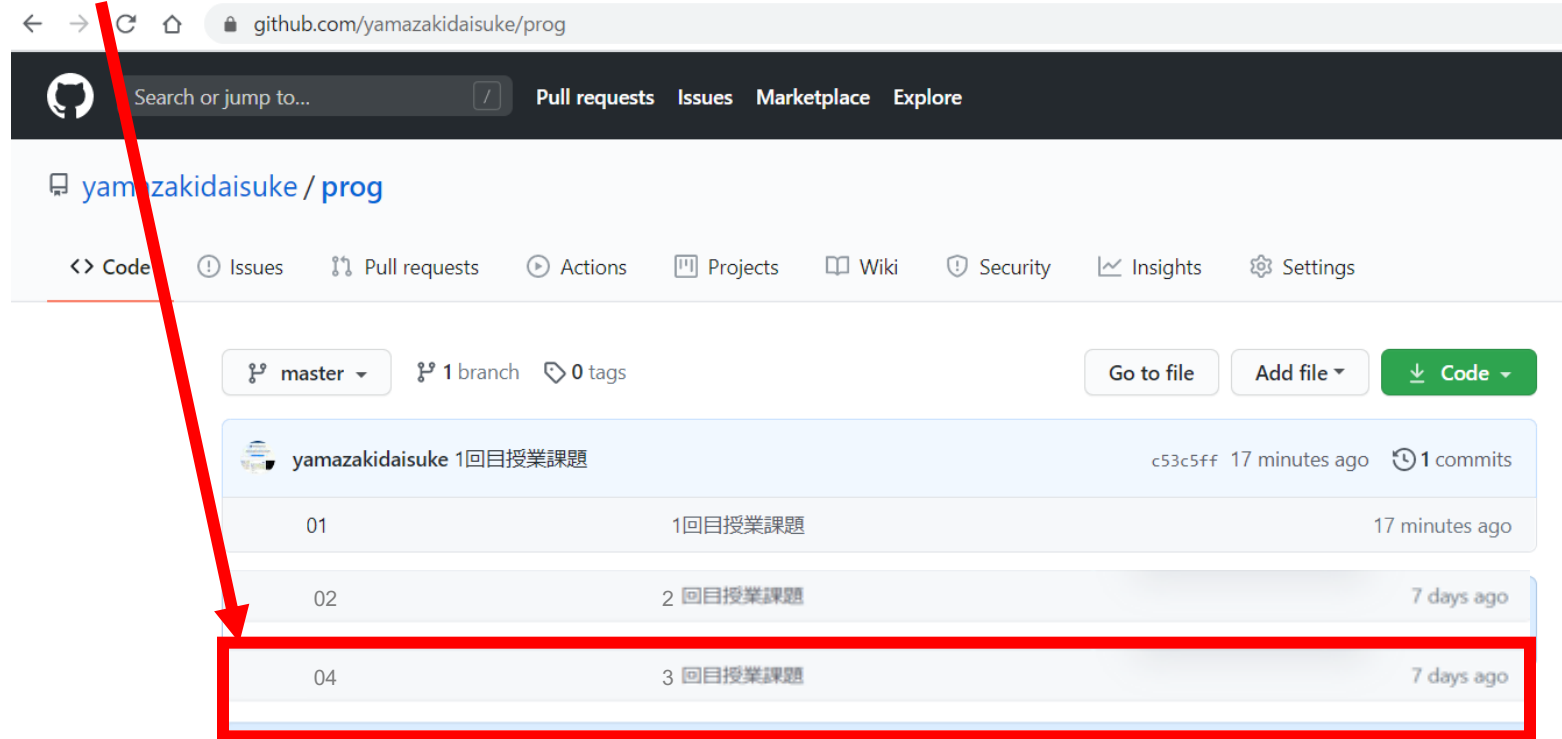 github.com/yamazakidaisuke/prog
Search or jump to... /
Pull requests Issues Marketplace Explore
yamazakidaisuke / prog
<> Code Issues Pull requests Actions Projects Wiki Security Insights Settings
master 1 branch 0 tags Go to file Add file Code
yamazakidaisuke 1回目授業課題 c53c5ff 17 minutes ago 1 commits
01 1回目授業課題 17 minutes ago
02 2 回目授業課題 7 days ago
04 3 回目授業課題 7 days ago